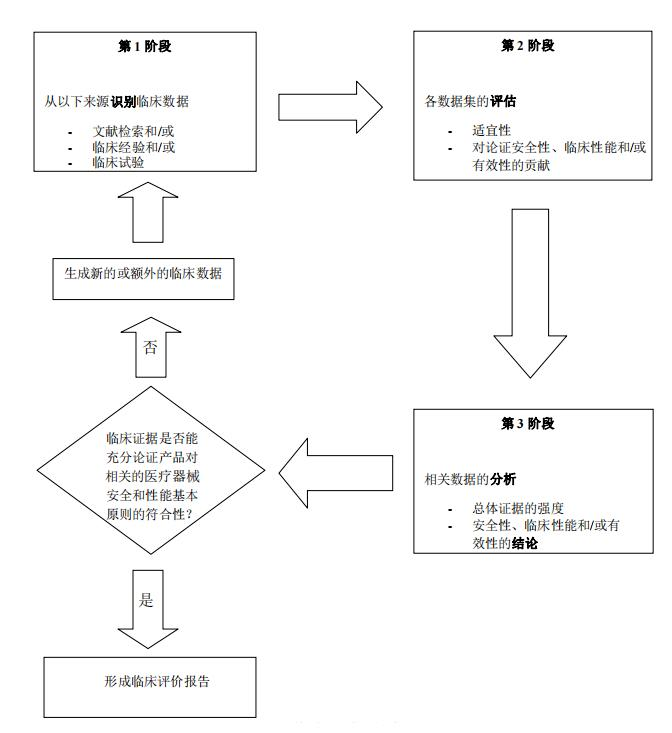 第 1 阶段
从以下来源识别临床数据
- 文献检索和/或
- 临床经验和/或
- 临床试验
第 2 阶段
各数据集的评估
- 适宜性
- 对论证安全性、临床性能和/或
有效性的贡献
第 3 阶段
相关数据的分析
- 总体证据的强度
- 安全性、临床性能和/或有
效性的结论
临床证据是否能
充分论证产品对
相关的医疗器械
安全和性能基本
原则的符合性?
否
生成新的或额外的临床数据
是
形成临床评价报告